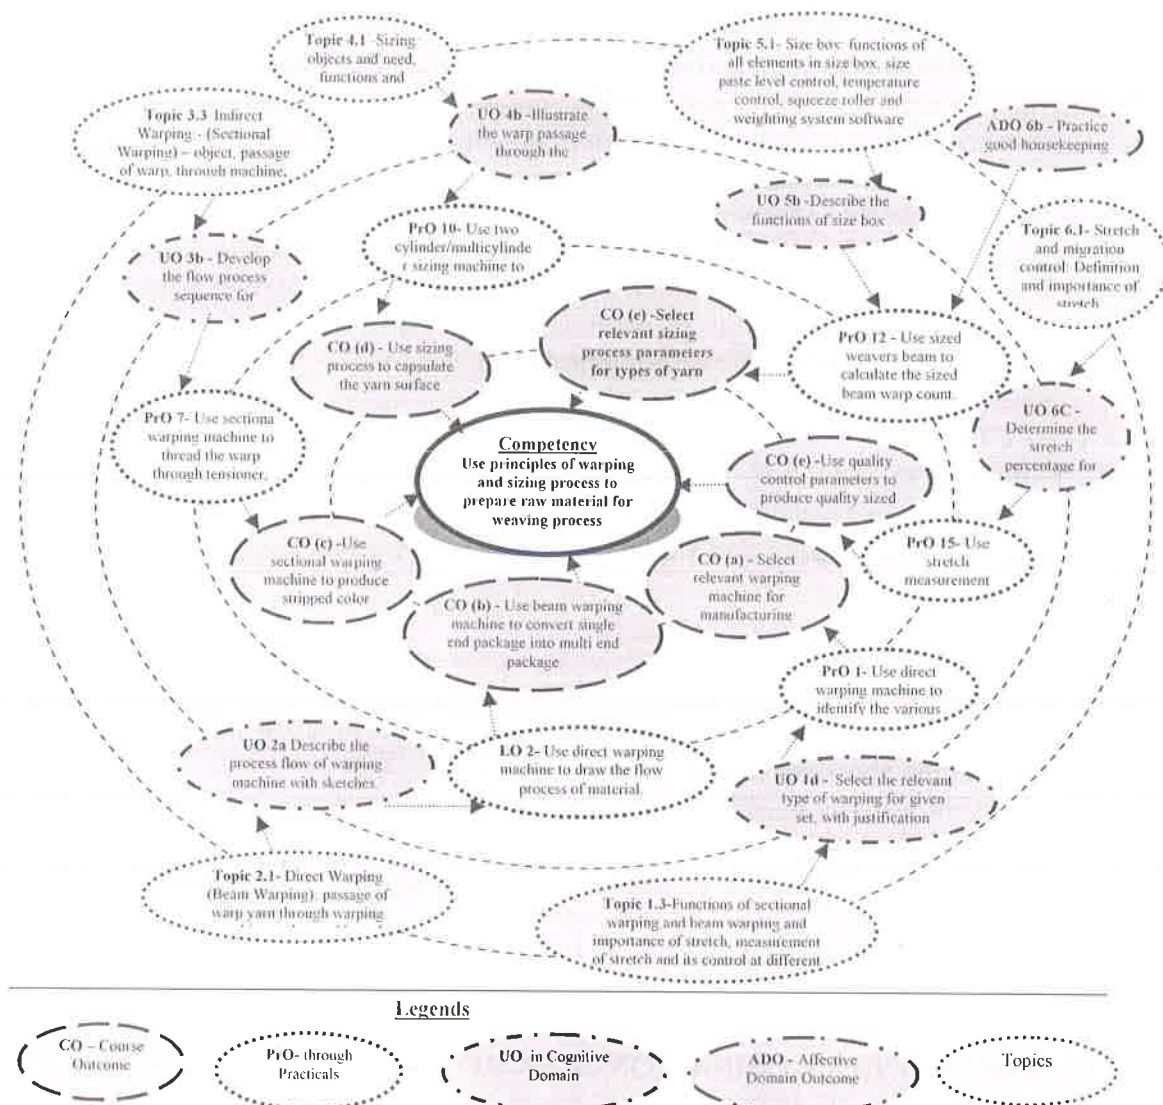 Topic 4.1 -Sizing
objects and need,
functions and
Topic 5.1- Size box: functions of
all elements in size box, size
paste level control, temperature
control, squeeze roller and
weighting system software
Topic 3.3 Indirect
Warping - (Sectional
Warping) – object, passage
of warp, through machine.
UO 4b -Illustrate
the warp passage
through the
ADO 6b - Practice
good housekeeping
UO 5b -Describe the
functions of size box
PrO 10- Use two
cylinder/multicylinde
r sizing machine to
Topic 6.1- Stretch
and migration
control: Definition
and importance of
stretch
UO 3b - Develop
the flow process
sequence for
CO (e) -Select
relevant sizing
process parameters
for types of yarn
CO (d) - Use sizing
process to capsulate
the yarn surface
PrO 12 - Use sized
weavers beam to
calculate the sized
beam warp count.
PrO 7- Use sectiona
warping machine to
thread the warp
through tensioner,
UO 6C -
Determine the
stretch
percentage for
Competency
Use principles of warping
and sizing process to
prepare raw material for
weaving process
CO (e) -Use quality
control parameters to
produce quality sized
CO (c) -Use
sectional warping
machine to produce
stripped color
PrO 15- Use
stretch
measurement
CO (a) - Select
relevant warping
machine for
manufacturing
CO (b) - Use beam warping
machine to convert single
end package into multi end
package
PrO 1- Use direct
warping machine to
identify the various
UO 2a Describe the
process flow of warping
machine with sketches.
LO 2- Use direct warping
machine to draw the flow
process of material.
UO 1d - Select the relevant
type of warping for given
set, with justification
Topic 2.1- Direct Warping
(Beam Warping): passage of
warp yarn through warping
Topic 1.3-Functions of sectional
warping and beam warping and
importance of stretch, measurement
of stretch and its control at different
Legends
CO – Course
Outcome
PrO- through
Practicals
UO in Cognitive
Domain
ADO - Affective
Domain Outcome
Topics